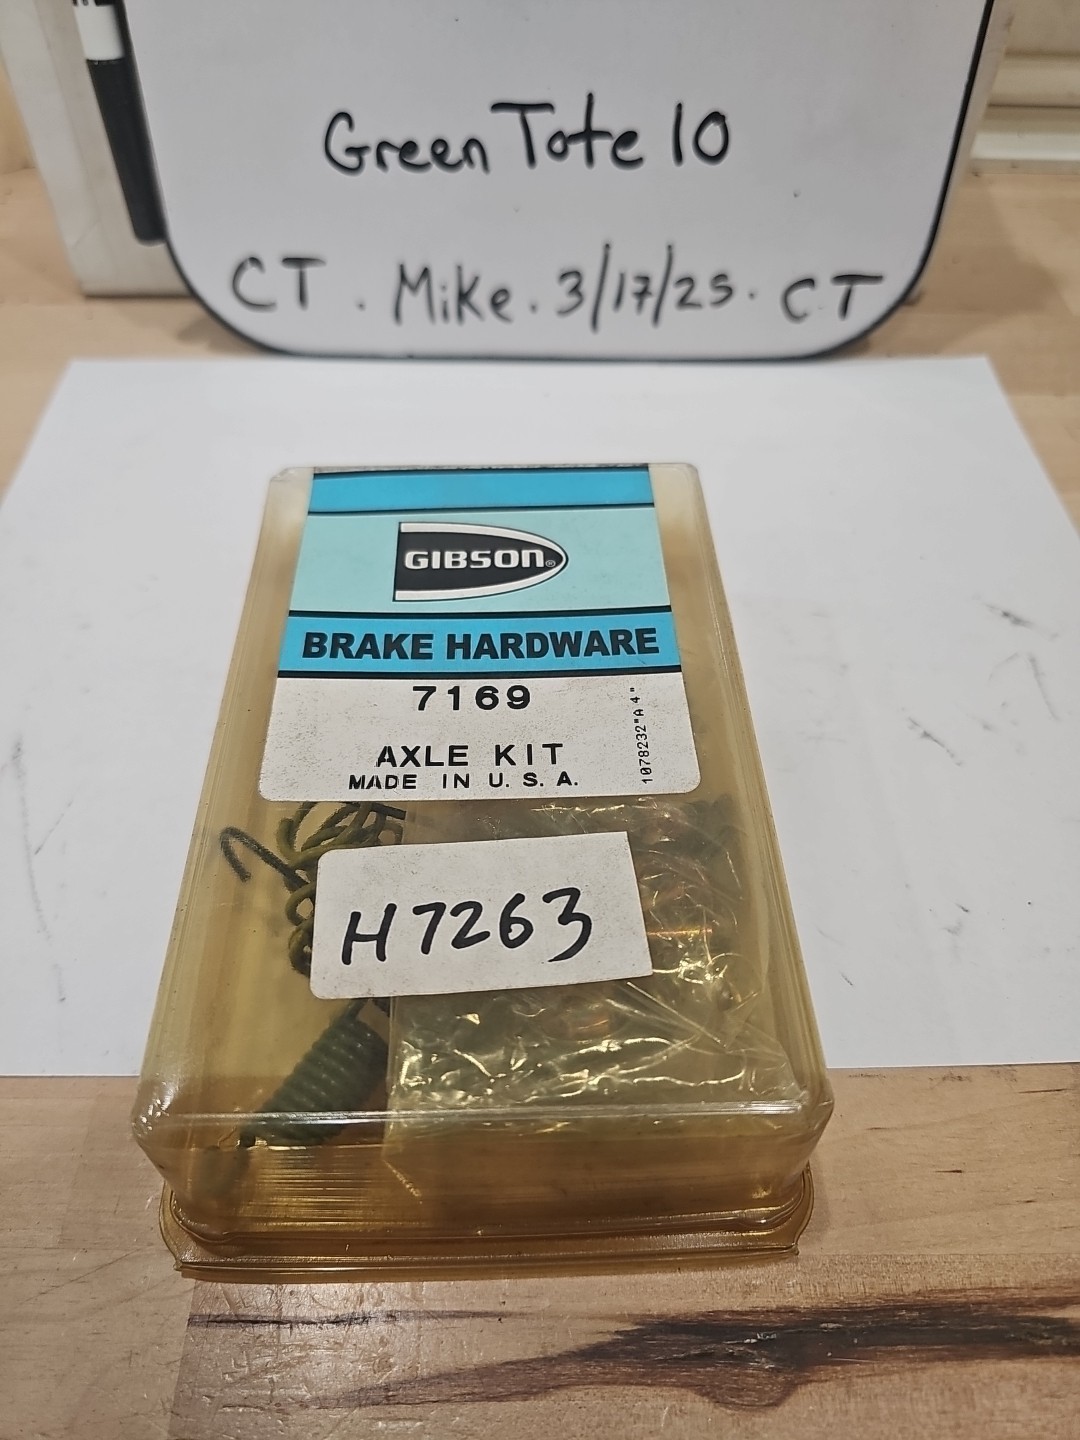 Green Tote 10
CT . Mike . 3/17/25 . CT
GIBSON®
BRAKE HARDWARE
7169
AXLE KIT
MADE IN U. S. A.
1078232"A 4"
H7263